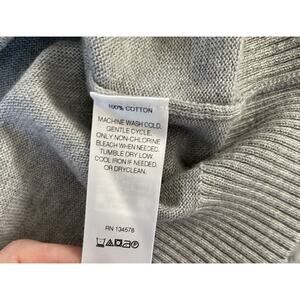 100% COTTON
MACHINE WASH COLD,
GENTLE CYCLE.
ONLY NON-CHLORINE
BLEACH WHEN NEEDED.
TUMBLE DRY LOW.
COOL IRON IF NEEDED,
OR DRYCLEAN.
RN 134578